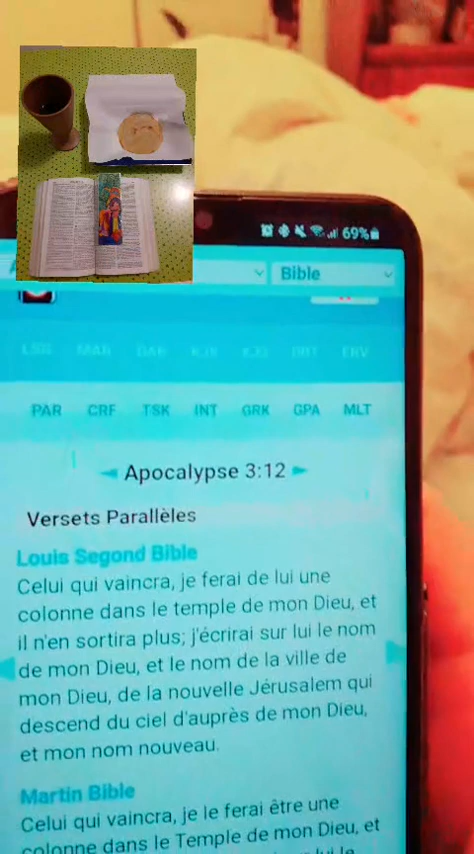 69%
Bible
LSG MAR OAB KJV KJ2 DBT ERV
PAR CRF TSK INT GRK GPA MLT
Apocalypse 3:12
Versets Parallèles
Louis Segond Bible
Celui qui vaincra, je ferai de lui une
colonne dans le temple de mon Dieu, et
il n'en sortira plus; j'écrirai sur lui le nom
de mon Dieu, et le nom de la ville de
mon Dieu, de la nouvelle Jérusalem qui
descend du ciel d'auprès de mon Dieu,
et mon nom nouveau.
Martin Bible
Celui qui vaincra, je le ferai être une
colonne dans le Temple de mon Dieu, et